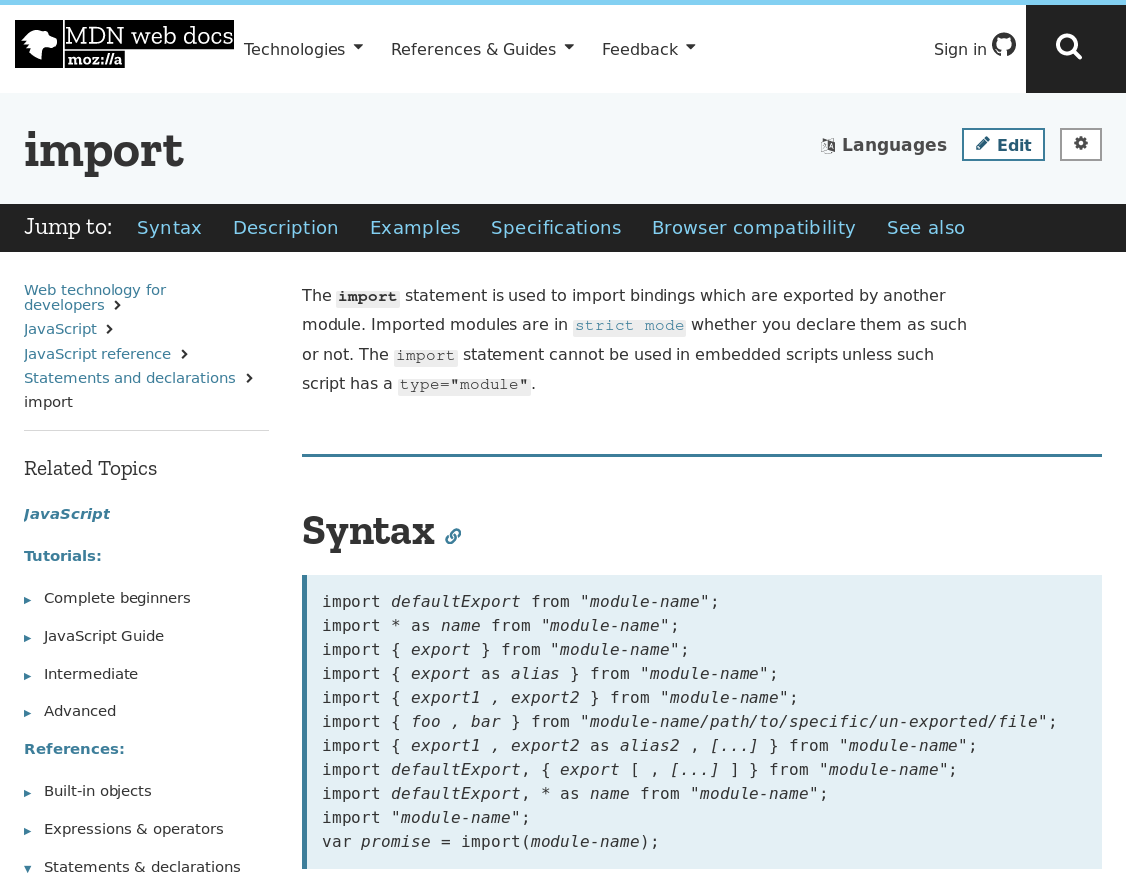 MDN web docs
moz://a
Technologies
References & Guides
Feedback
Sign in
import
Languages
Edit
Jump to: Syntax Description Examples Specifications Browser compatibility See also
Web technology for
developers
JavaScript
JavaScript reference
Statements and declarations
import
Related Topics
JavaScript
Tutorials:
Complete beginners
JavaScript Guide
Intermediate
Advanced
References:
Built-in objects
Expressions & operators
Statements & declarations
The import statement is used to import bindings which are exported by another
module. Imported modules are in strict mode whether you declare them as such
or not. The import statement cannot be used in embedded scripts unless such
script has a type="module".
Syntax
import defaultExport from "module-name";
import * as name from "module-name";
import { export } from "module-name";
import { export as alias } from "module-name";
import { export1 , export2 } from "module-name";
import { foo , bar } from "module-name/path/to/specific/un-exported/file";
import { export1 , export2 as alias2 , [...] } from "module-name";
import defaultExport, { export [ , [...] ] } from "module-name";
import defaultExport, * as name from "module-name";
import "module-name";
var promise = import(module-name);